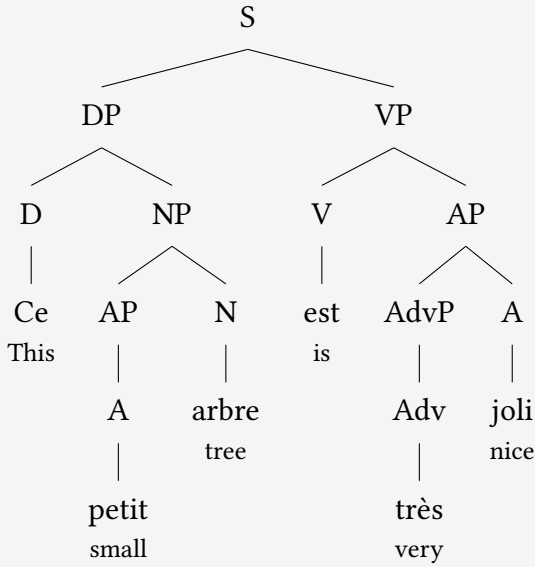 S
DP VP
D NP V AP
Ce AP N est AdvP A
This is
A arbre Adv joli
tree nice
petit très
small very